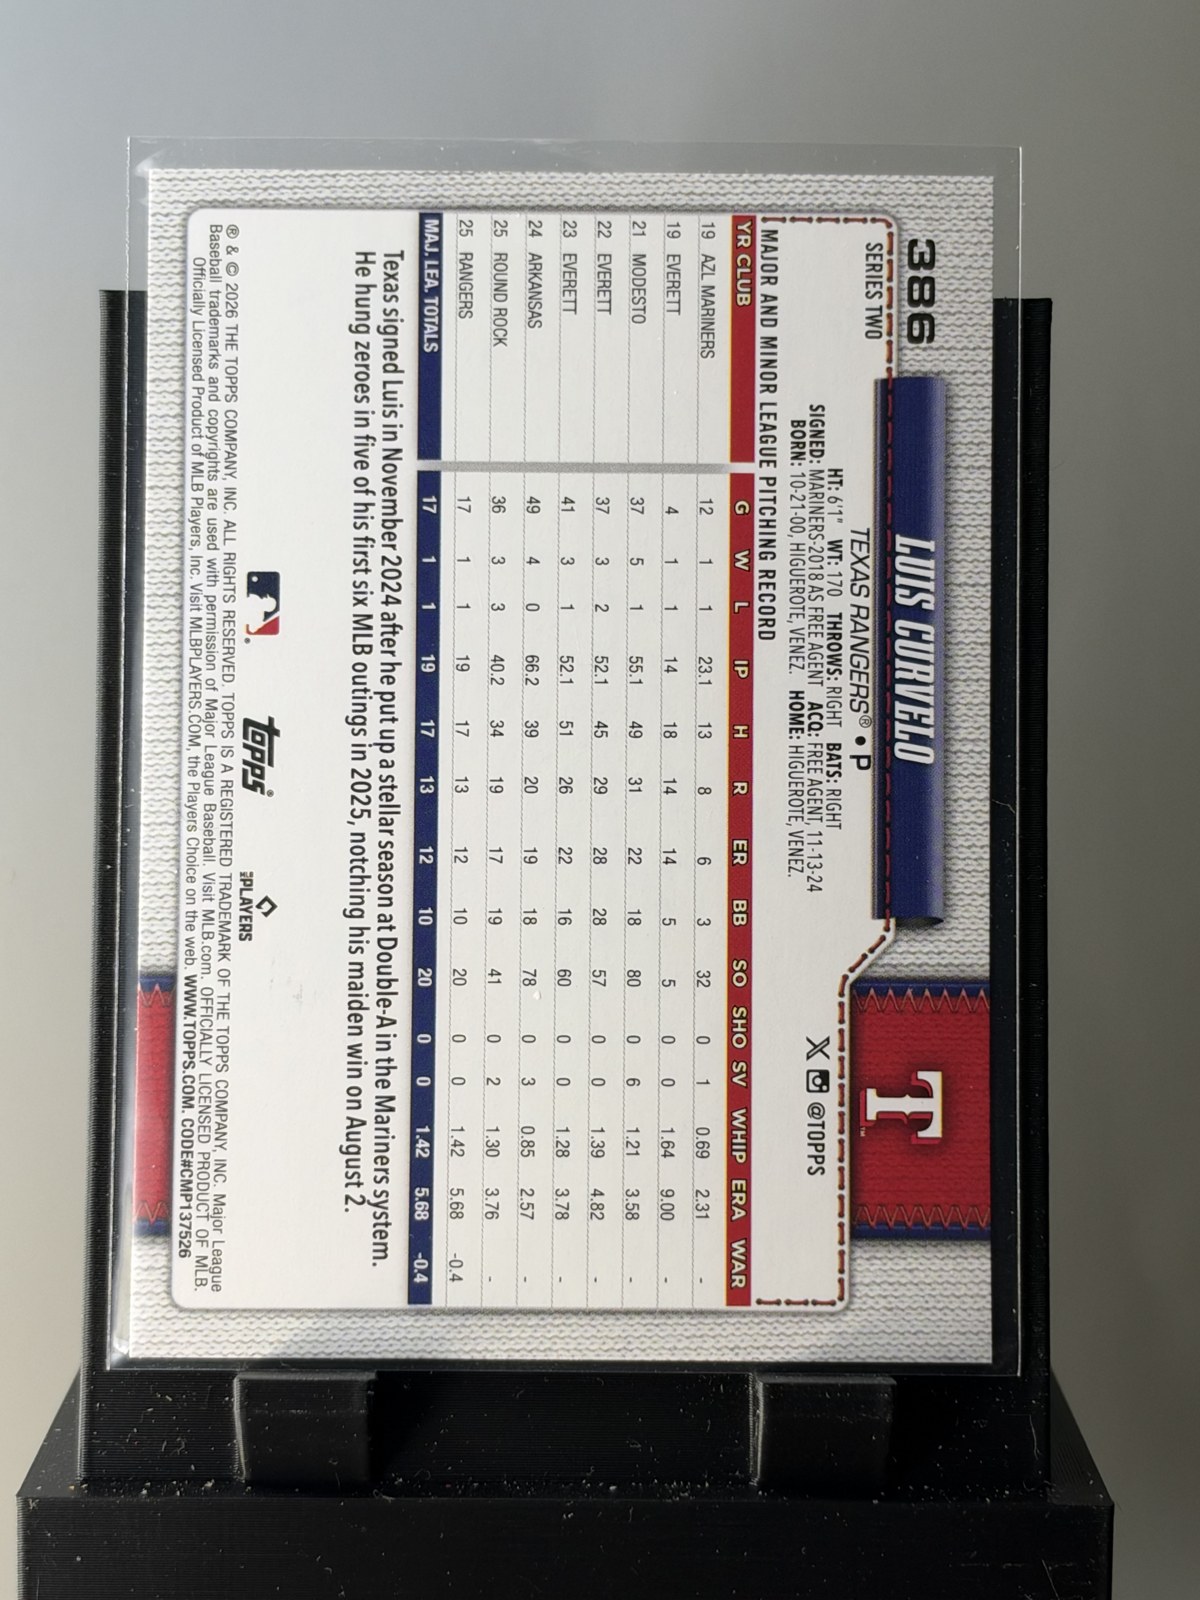 386
SERIES TWO
LUIS CURVELO
TEXAS RANGERS® • P
HT: 6'1" WT: 170 THROWS: RIGHT BATS: RIGHT
SIGNED: MARINERS-2018 AS FREE AGENT ACQ: FREE AGENT, 11-13-24
BORN: 10-21-00, HIGUEROTE, VENEZ. HOME: HIGUEROTE, VENEZ.
@TOPPS
T™
MAJOR AND MINOR LEAGUE PITCHING RECORD
YR CLUB G W L IP H R ER BB SO SHO SV WHIP ERA WAR
19 AZL MARINERS 12 1 1 23.1 13 8 6 3 32 0 1 0.69 2.31 -
19 EVERETT 4 1 1 14 18 14 14 5 5 0 0 1.64 9.00 -
21 MODESTO 37 5 1 55.1 49 31 22 18 80 0 6 1.21 3.58 -
22 EVERETT 37 3 2 52.1 45 29 28 28 57 0 0 1.39 4.82 -
23 EVERETT 41 3 1 52.1 51 26 22 16 60 0 0 1.28 3.78 -
24 ARKANSAS 49 4 0 66.2 39 20 19 18 78 0 3 0.85 2.57 -
25 ROUND ROCK 36 3 3 40.2 34 19 17 19 41 0 2 1.30 3.76 -
25 RANGERS 17 1 1 19 17 13 12 10 20 0 0 1.42 5.68 -0.4
MAJ. LEA. TOTALS 17 1 1 19 17 13 12 10 20 0 0 1.42 5.68 -0.4
Texas signed Luis in November 2024 after he put up a stellar season at Double-A in the Mariners system.
He hung zeroes in five of his first six MLB outings in 2025, notching his maiden win on August 2.
topps®
MLB PLAYERS
® & © 2026 THE TOPPS COMPANY, INC. ALL RIGHTS RESERVED. TOPPS IS A REGISTERED TRADEMARK OF THE TOPPS COMPANY, INC. Major League
Baseball trademarks and copyrights are used with permission of Major League Baseball. Visit MLB.com. OFFICIALLY LICENSED PRODUCT OF MLB.
Officially Licensed Product of MLB Players, Inc. Visit MLBPLAYERS.COM, the Players Choice on the web. WWW.TOPPS.COM. CODE#CMP137526